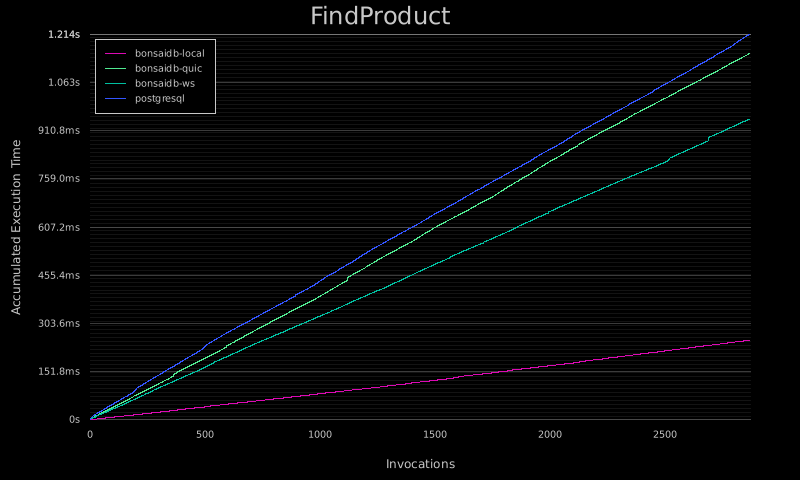 FindProduct
1.214s
1.063s
910.8ms
759.0ms
607.2ms
455.4ms
303.6ms
151.8ms
0s
bonsaidb-local
bonsaidb-quic
bonsaidb-ws
postgresql
Accumulated Execution Time
0 500 1000 1500 2000 2500
Invocations